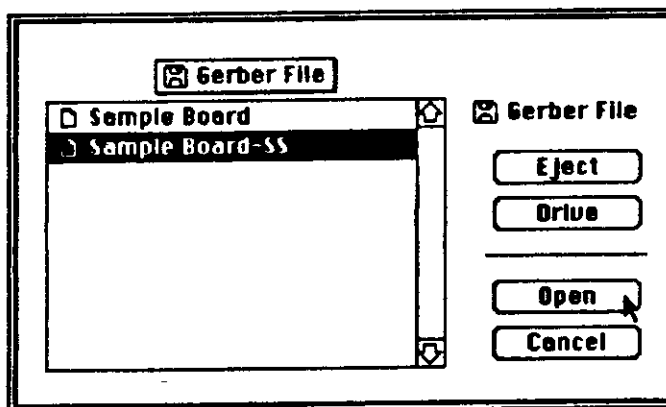 Gerber File
Sample Board
Sample Board-SS
Gerber File
Eject
Drive
Open
Cancel